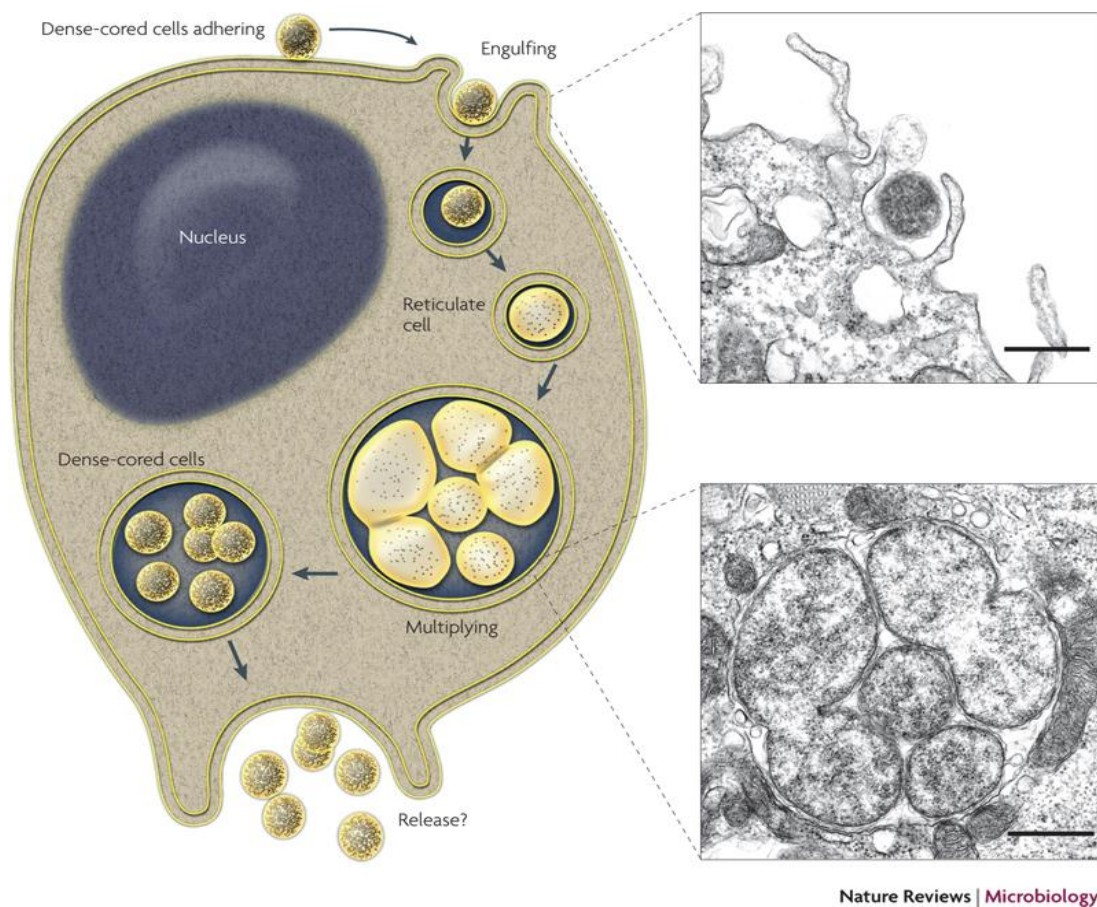 Dense-cored cells adhering
Engulfing
Nucleus
Reticulate
cell
Dense-cored cells
Multiplying
Release?
Nature Reviews | Microbiology